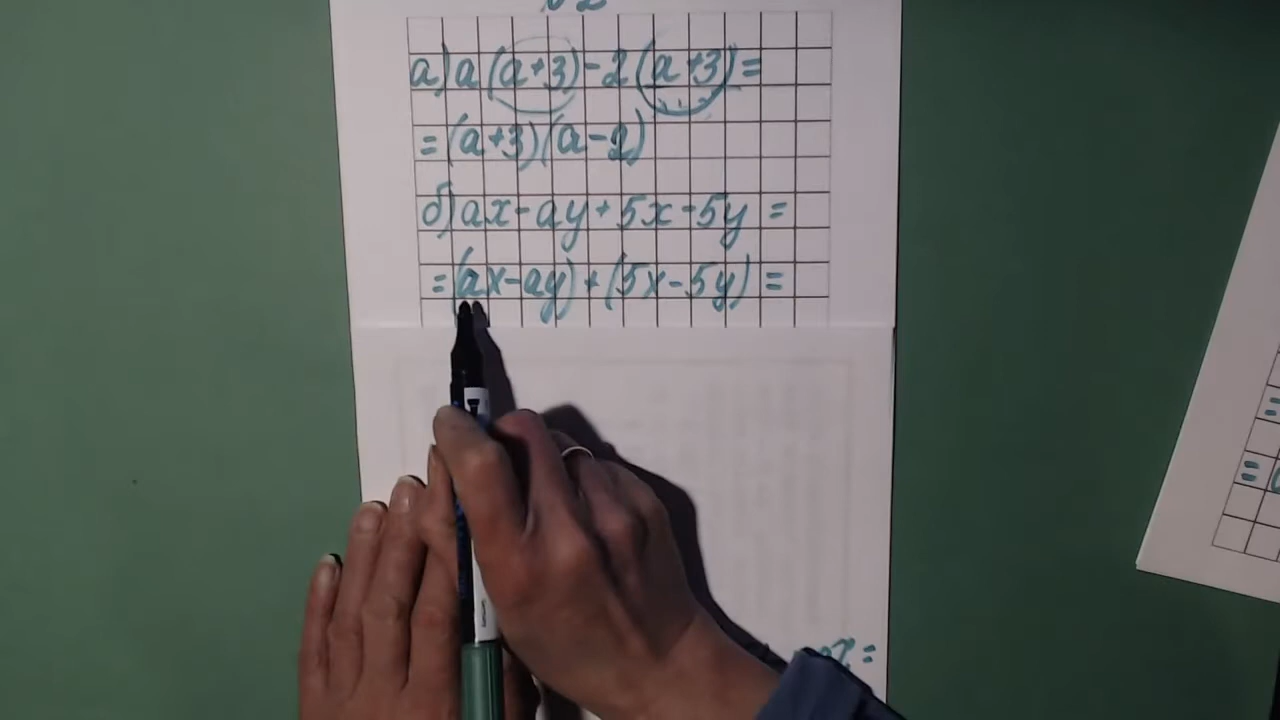 а) a(a+3)-2(a+3)=
=(a+3)(a-2)
б) ax-ay+5x-5y=
=(ax-ay)+(5x-5y)=